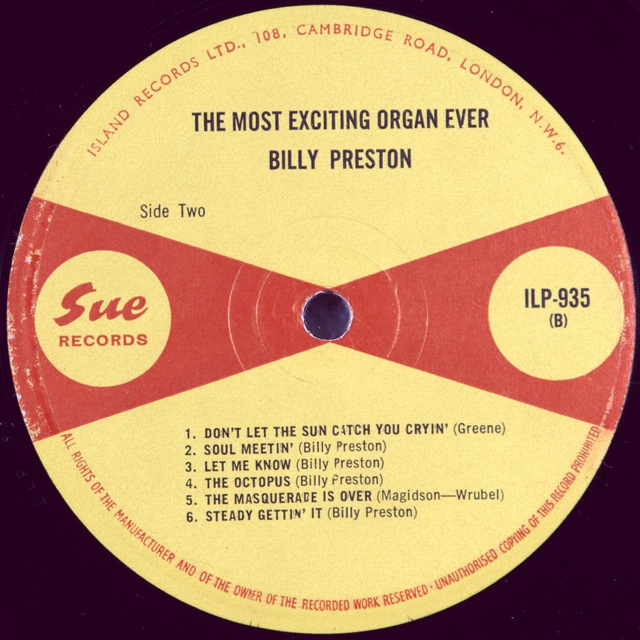 ISLAND RECORDS LTD., 108, CAMBRIDGE ROAD, LONDON, N.W.6.
THE MOST EXCITING ORGAN EVER
BILLY PRESTON
Side Two
Sue
RECORDS
ILP-935
(B)
1. DON'T LET THE SUN CATCH YOU CRYIN' (Greene)
2. SOUL MEETIN' (Billy Preston)
3. LET ME KNOW (Billy Preston)
4. THE OCTOPUS (Billy Preston)
5. THE MASQUERADE IS OVER (Magidson—Wrubel)
6. STEADY GETTIN' IT (Billy Preston)
ALL RIGHTS OF THE MANUFACTURER AND OF THE OWNER OF THE RECORDED WORK RESERVED · UNAUTHORISED COPYING OF THIS RECORD PROHIBITED